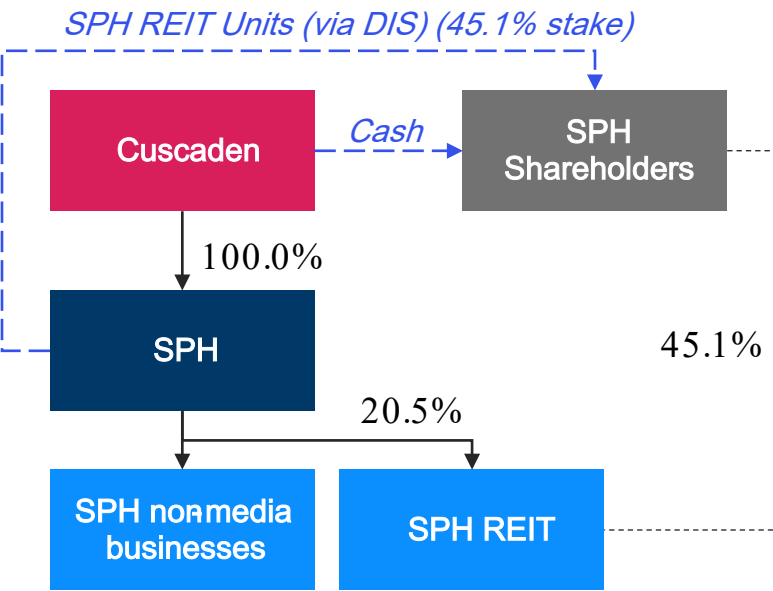 SPH REIT Units (via DIS) (45.1% stake)
Cuscaden
Cash
SPH
Shareholders
100.0%
SPH
45.1%
20.5%
SPH non-media
businesses
SPH REIT